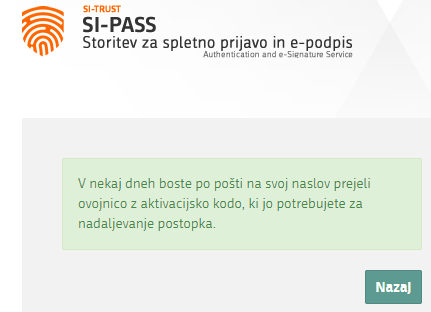 SI-TRUST
SI-PASS
Storitev za spletno prijavo in e-podpis
Authentication and e-Signature Service
V nekaj dneh boste po pošti na svoj naslov prejeli
ovojnico z aktivacijsko kodo, ki jo potrebujete za
nadaljevanje postopka.
Nazaj